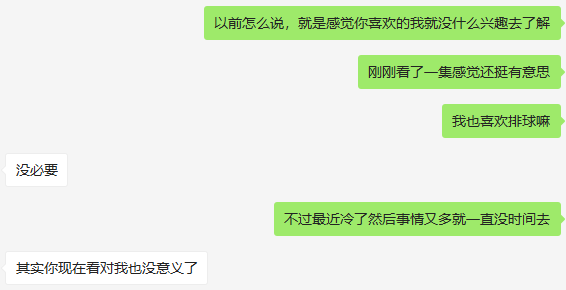 以前怎么说，就是感觉你喜欢的我就没什么兴趣去了解
刚刚看了一集感觉还挺有意思
我也喜欢排球嘛
没必要
不过最近冷了然后事情又多就一直没时间去
其实你现在看对我也没意义了